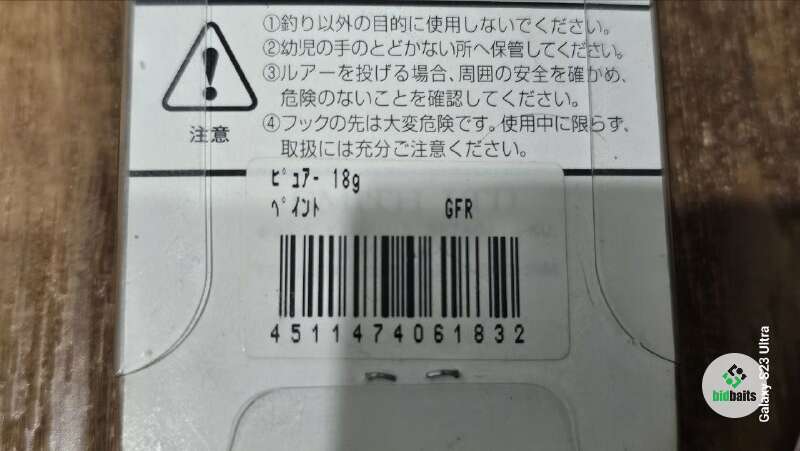 ①釣り以外の目的に使用しないでください。
②幼児の手のとどかない所へ保管してください。
③ルアーを投げる場合、周囲の安全を確かめ、
危険のないことを確認してください。
④フックの先は大変危険です。使用中に限らず、
取扱には充分ご注意ください。
注意
ピュアー 18g
ペイント GFR
4511474061832
bidbaits
Galaxy S23 Ultra